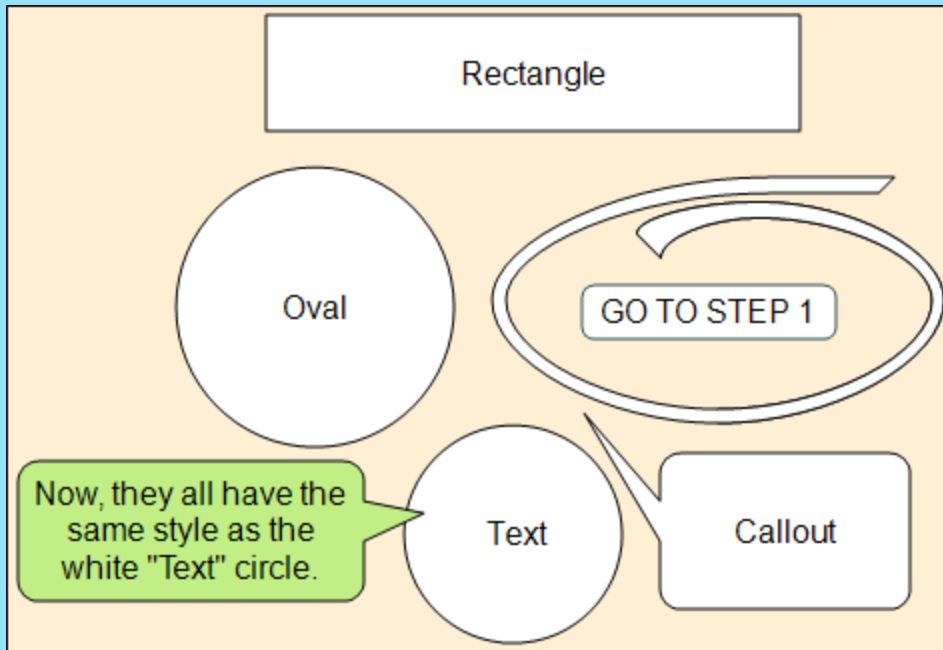 Rectangle
Oval
GO TO STEP 1
Now, they all have the
same style as the
white "Text" circle.
Text
Callout